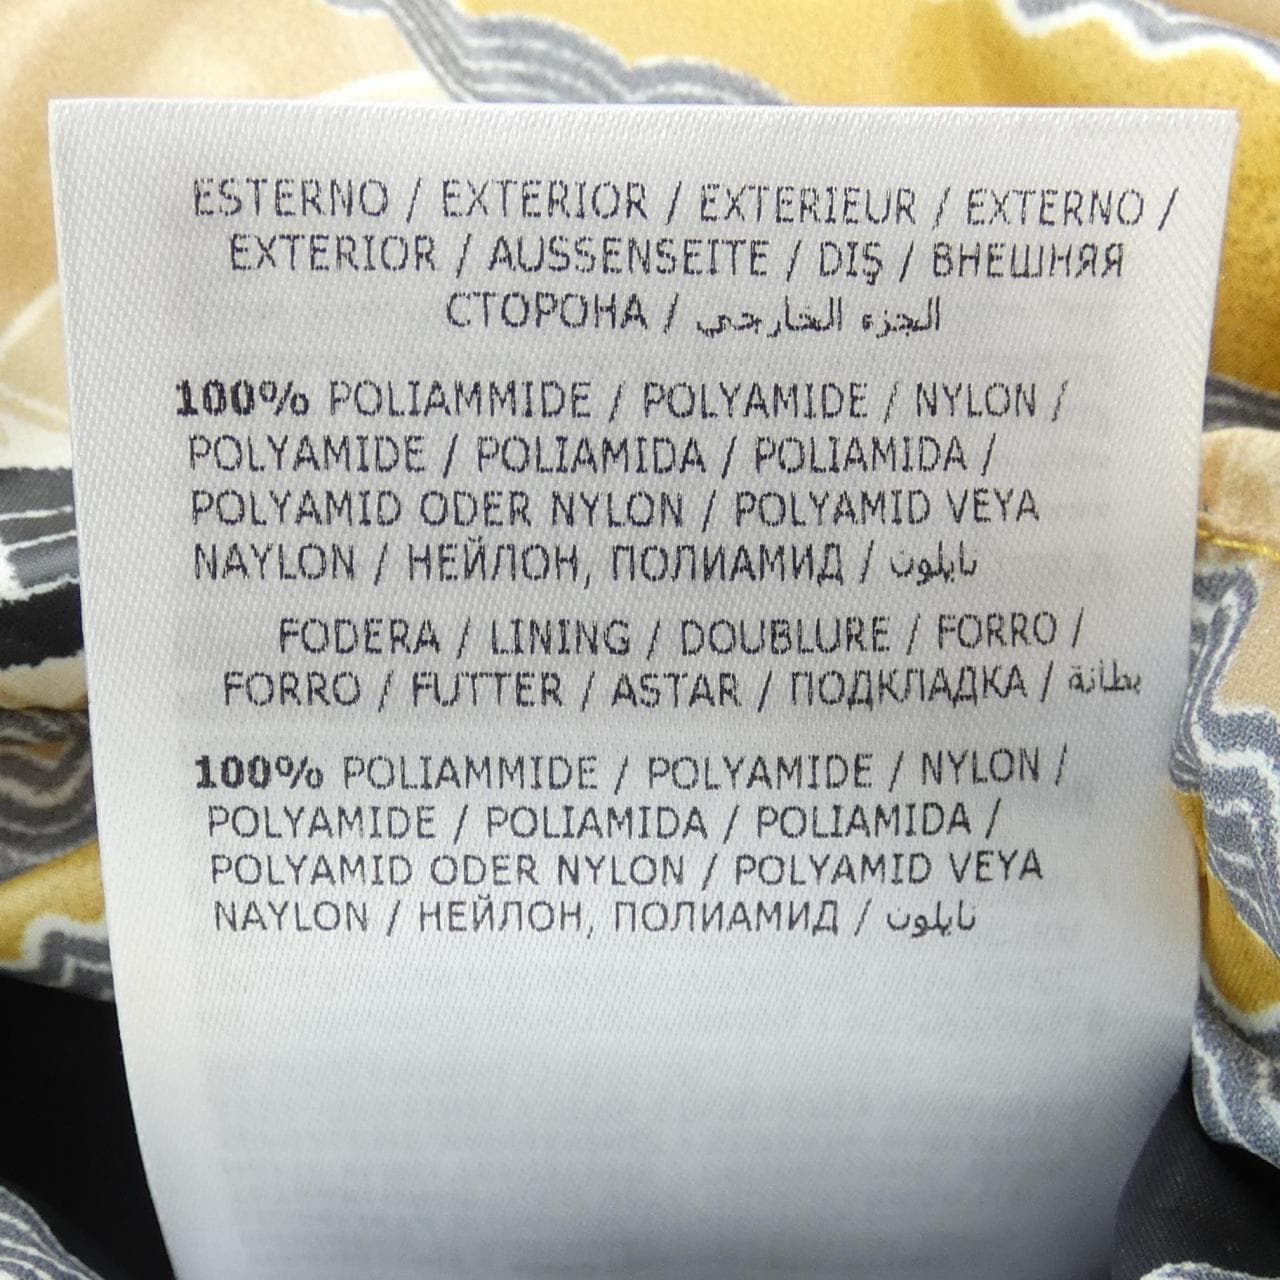 ESTERNO / EXTERIOR / EXTERIEUR / EXTERNO /
EXTERIOR / AUSSENSEITE / DIŞ / ВНЕШНЯЯ
СТОРОНА / الجزء الخارجي
100% POLIAMMIDE / POLYAMIDE / NYLON /
POLYAMIDE / POLIAMIDA / POLIAMIDA /
POLYAMID ODER NYLON / POLYAMID VEYA
NAYLON / НЕЙЛОН, ПОЛИАМИД / نايلون
FODERA / LINING / DOUBLURE / FORRO /
FORRO / FUTTER / ASTAR / ПОДКЛАДКА / بطانة
100% POLIAMMIDE / POLYAMIDE / NYLON /
POLYAMIDE / POLIAMIDA / POLIAMIDA /
POLYAMID ODER NYLON / POLYAMID VEYA
NAYLON / НЕЙЛОН, ПОЛИАМИД / نايلون